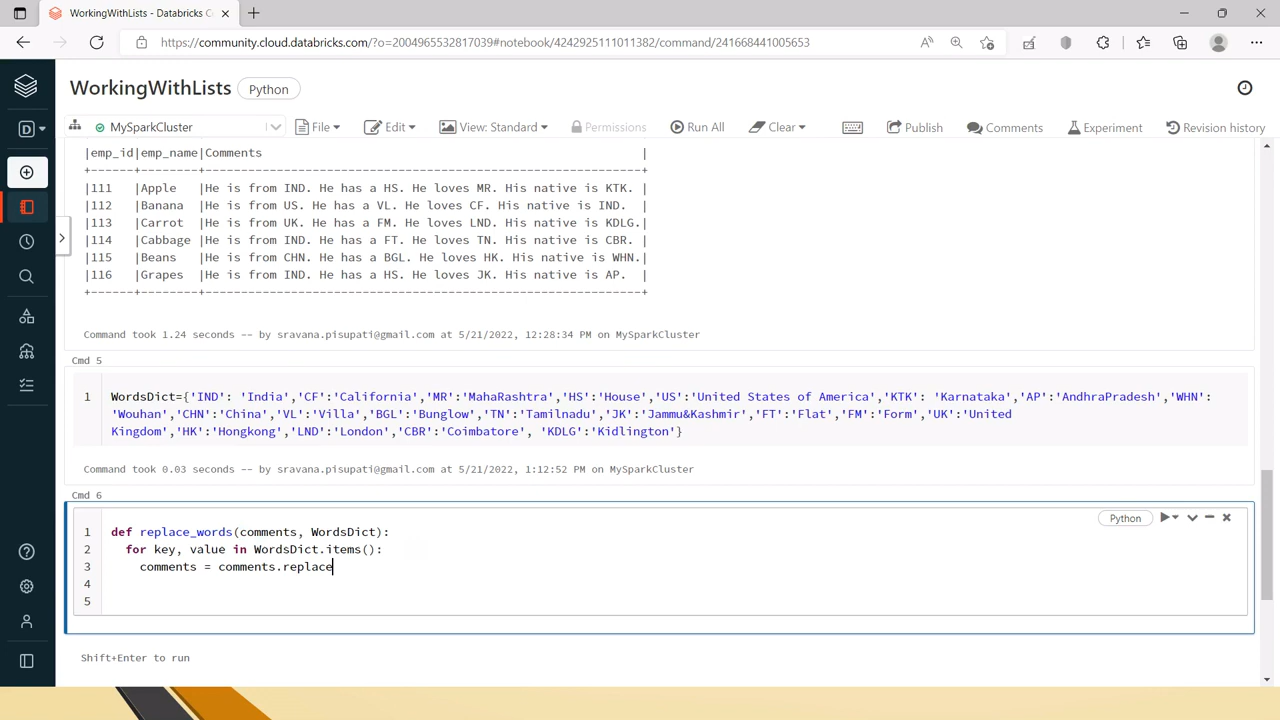 WorkingWithLists - Databricks C
https://community.cloud.databricks.com/?o=2004965532817039#notebook/4242925111011382/command/241668441005653
WorkingWithLists Python
D MySparkCluster File Edit View: Standard Permissions Run All Clear Publish Comments Experiment Revision history
|emp_id|emp_name|Comments |
+------+--------+-------------------------------------------------------------+
|111 |Apple |He is from IND. He has a HS. He loves MR. His native is KTK. |
|112 |Banana |He is from US. He has a VL. He loves CF. His native is IND. |
|113 |Carrot |He is from UK. He has a FM. He loves LND. His native is KDLG.|
|114 |Cabbage |He is from IND. He has a FT. He loves TN. His native is CBR. |
|115 |Beans |He is from CHN. He has a BGL. He loves HK. His native is WHN.|
|116 |Grapes |He is from IND. He has a HS. He loves JK. His native is AP. |
+------+--------+-------------------------------------------------------------+
Command took 1.24 seconds -- by sravana.pisupati@gmail.com at 5/21/2022, 12:28:34 PM on MySparkCluster
Cmd 5
1 WordsDict={'IND': 'India','CF':'California','MR':'MahaRashtra','HS':'House','US':'United States of America','KTK': 'Karnataka','AP':'AndhraPradesh','WHN':
'Wouhan','CHN':'China','VL':'Villa','BGL':'Bunglow','TN':'Tamilnadu','JK':'Jammu&Kashmir','FT':'Flat','FM':'Form','UK':'United
Kingdom','HK':'Hongkong','LND':'London','CBR':'Coimbatore', 'KDLG':'Kidlington'}
Command took 0.03 seconds -- by sravana.pisupati@gmail.com at 5/21/2022, 1:12:52 PM on MySparkCluster
Cmd 6
Python
1 def replace_words(comments, WordsDict):
2 for key, value in WordsDict.items():
3 comments = comments.replace
4
5
Shift+Enter to run